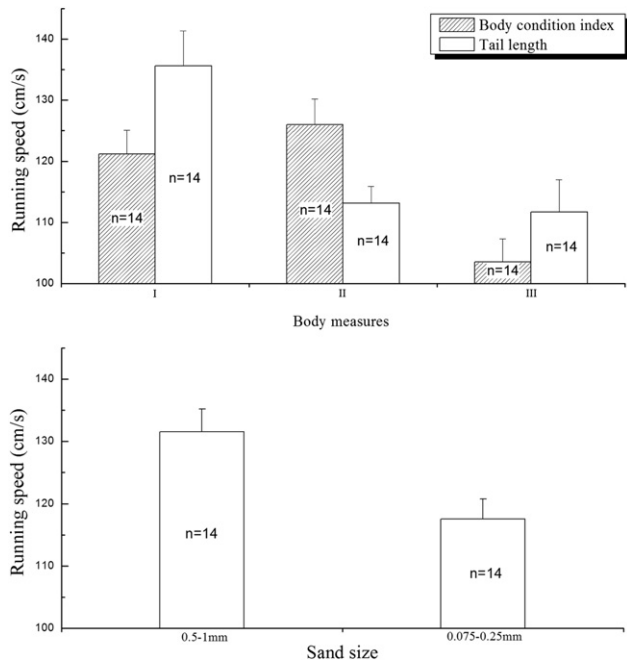 Body condition index
Tail length
Running speed (cm/s)
140
130
120
110
100
n=14
n=14
n=14
n=14
n=14
n=14
I
II
III
Body measures
Running speed (cm/s)
140
130
120
110
100
n=14
n=14
0.5-1mm
0.075-0.25mm
Sand size